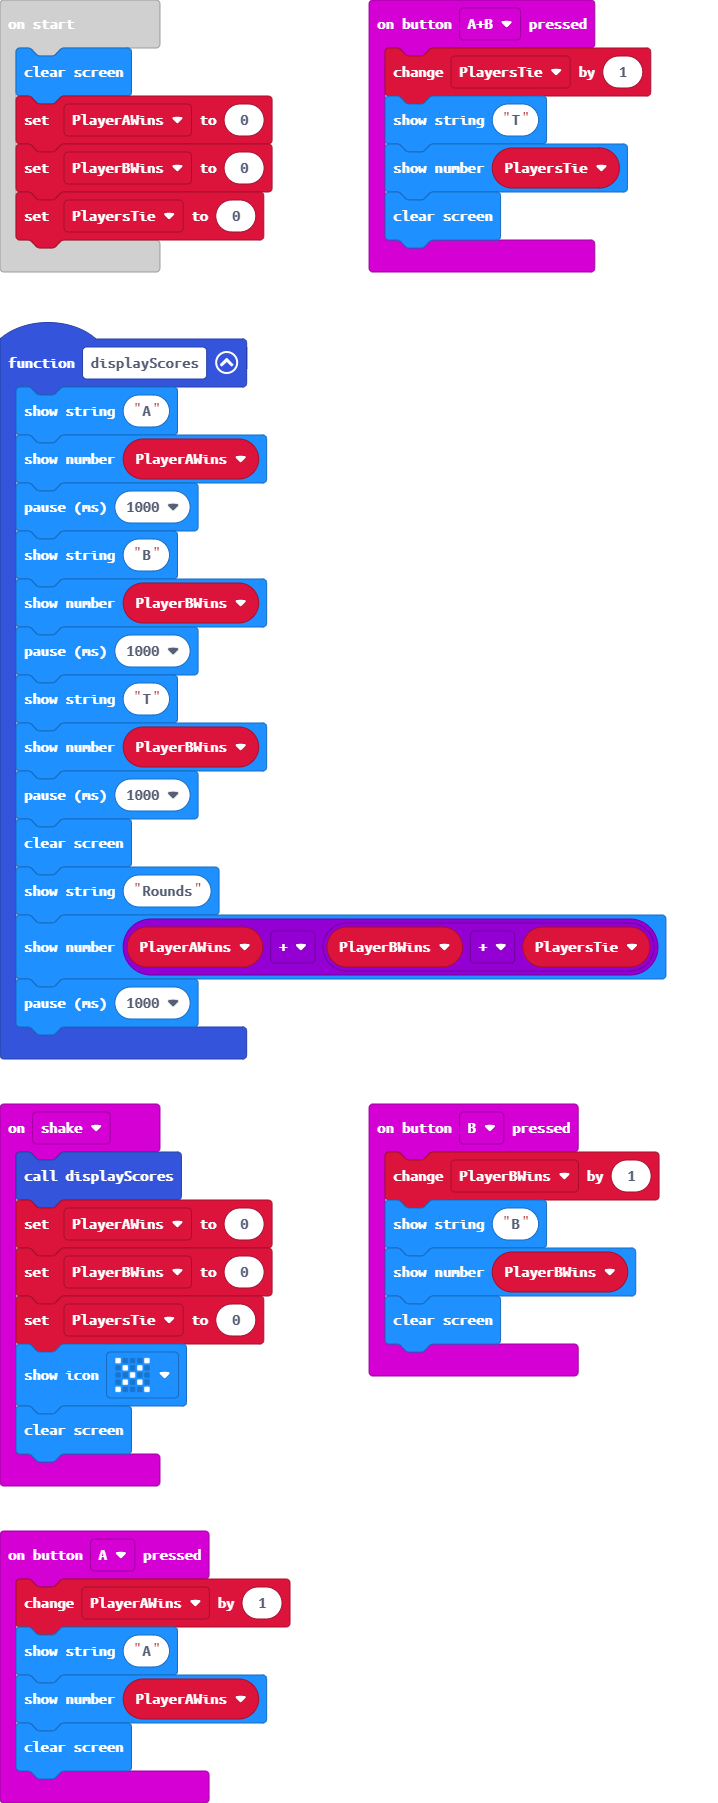 on start
clear screen
set PlayerAWins to 0
set PlayerBWins to 0
set PlayersTie to 0
on button A+B pressed
change PlayersTie by 1
show string "T"
show number PlayersTie
clear screen
function displayScores
show string "A"
show number PlayerAWins
pause (ms) 1000
show string "B"
show number PlayerBWins
pause (ms) 1000
show string "T"
show number PlayerBWins
pause (ms) 1000
clear screen
show string "Rounds"
show number PlayerAWins + PlayerBWins + PlayersTie
pause (ms) 1000
on shake
call displayScores
set PlayerAWins to 0
set PlayerBWins to 0
set PlayersTie to 0
show icon
clear screen
on button B pressed
change PlayerBWins by 1
show string "B"
show number PlayerBWins
clear screen
on button A pressed
change PlayerAWins by 1
show string "A"
show number PlayerAWins
clear screen